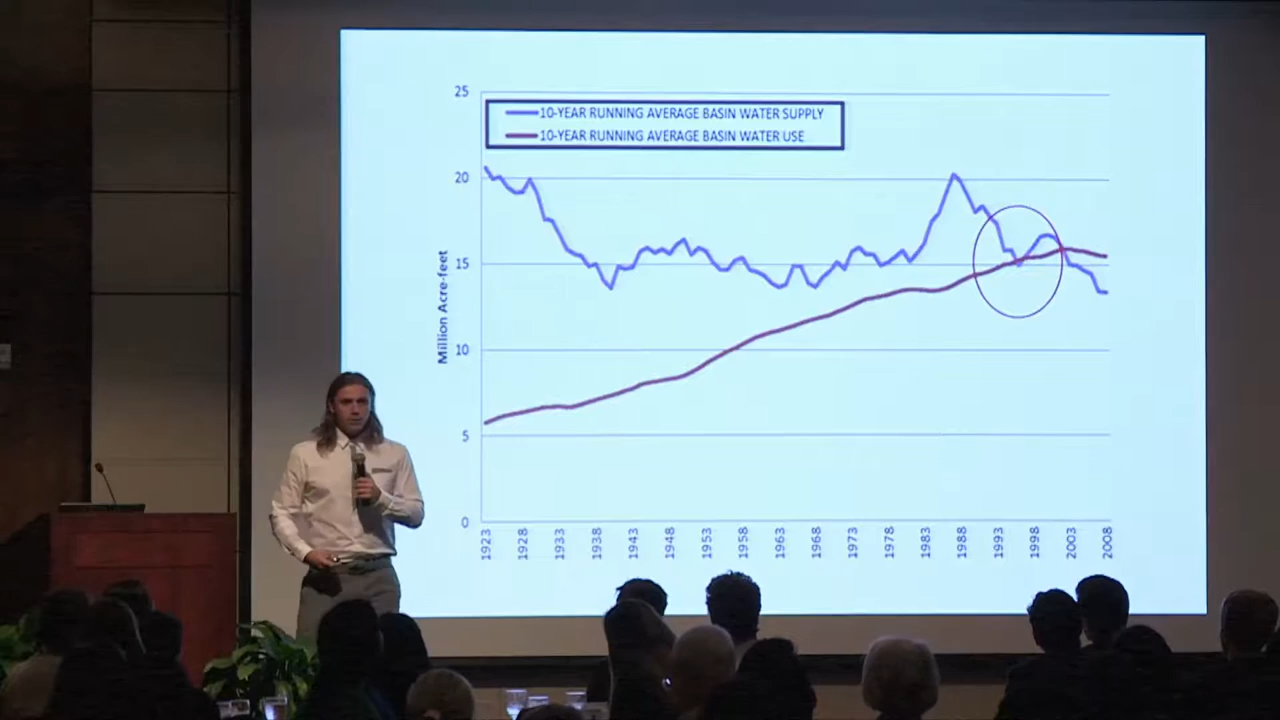 25
10-YEAR RUNNING AVERAGE BASIN WATER SUPPLY
10-YEAR RUNNING AVERAGE BASIN WATER USE
20
15
Million Acre-feet
10
5
0
1923 1928 1933 1938 1943 1948 1953 1958 1963 1968 1973 1978 1983 1988 1993 1998 2003 2008